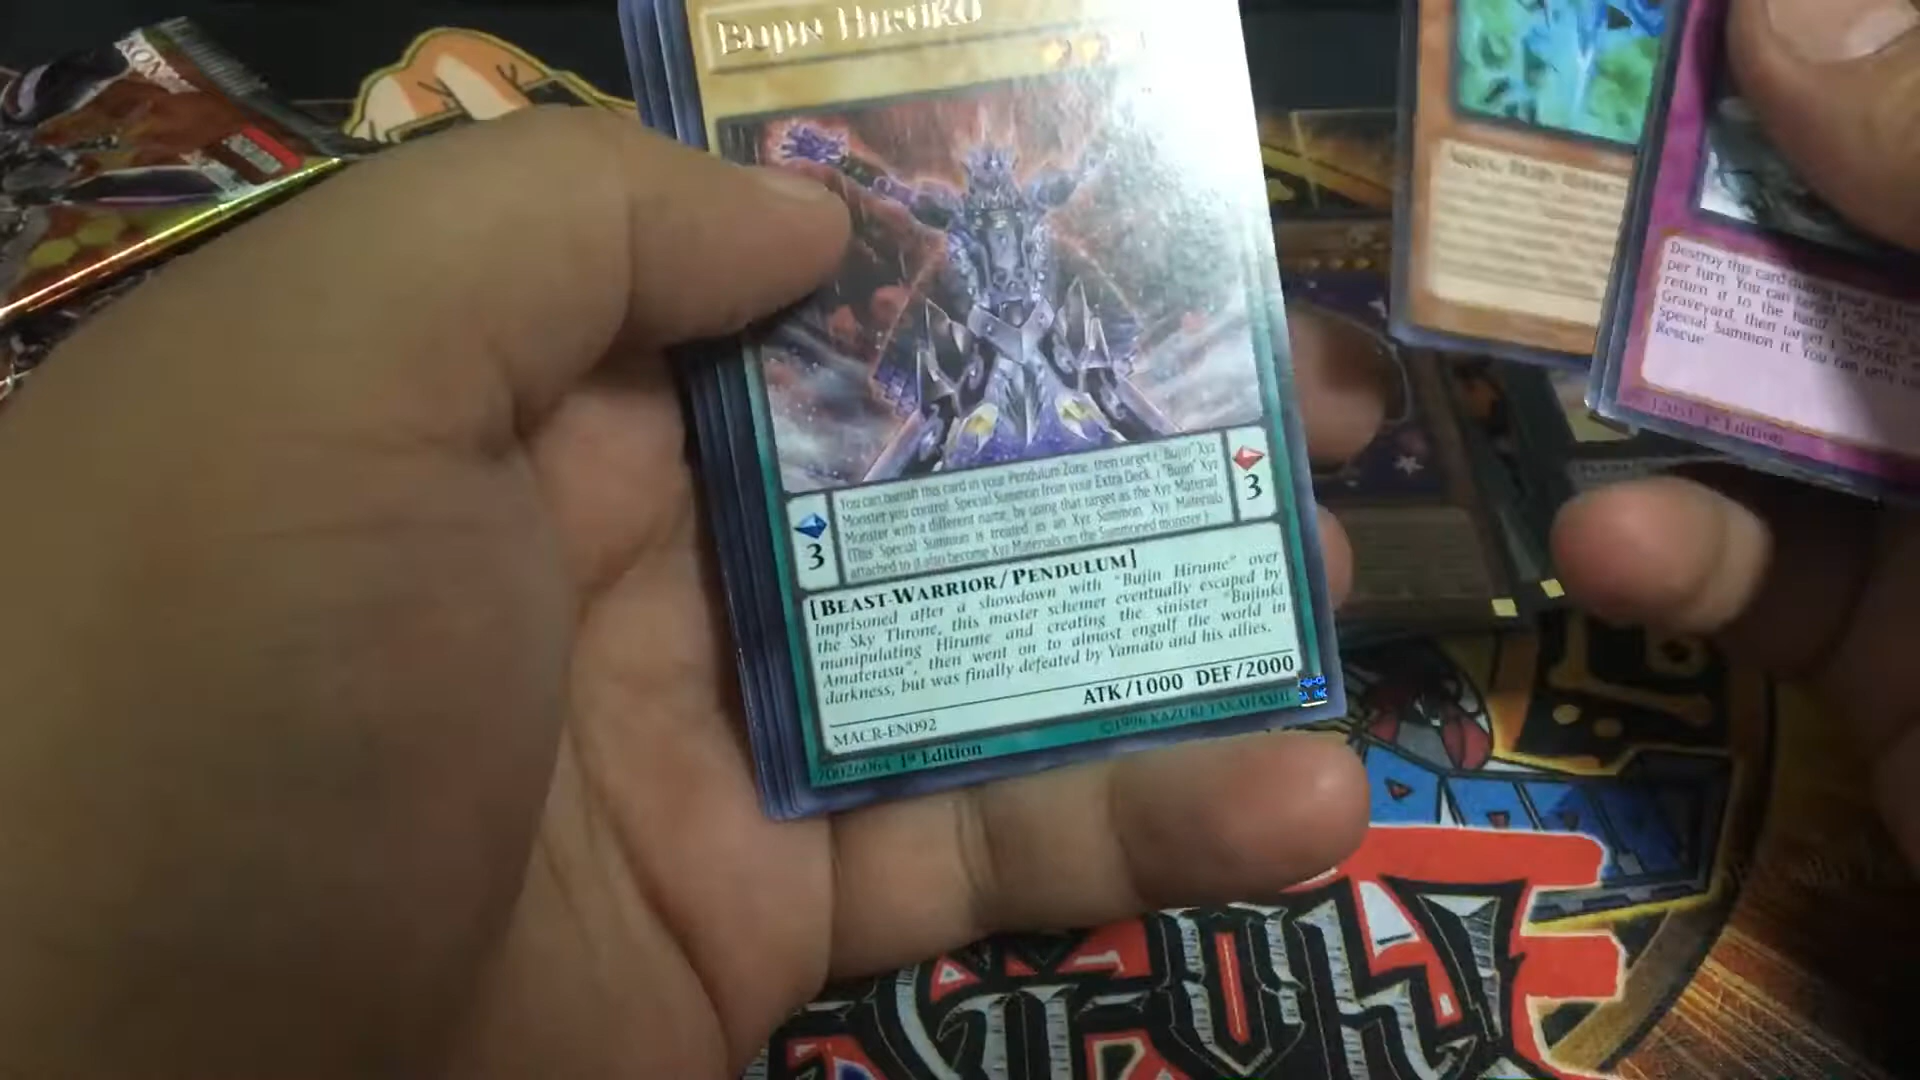 KONA
BUJIN HIRUKO
You can banish this card in your Pendulum Zone, then target 1 "Bujin" Xyz
Monster you control; Special Summon from your Extra Deck, 1 "Bujin" Xyz
Monster with a different name, by using that target as the Xyz Material.
(This Special Summon is treated as an Xyz Summon. Xyz Materials
attached to it also become Xyz Materials on the Summoned monster.)
3
3
[BEAST-WARRIOR/PENDULUM]
Imprisoned after a showdown with "Bujin Hirume" over
the Sky Throne, this master schemer eventually escaped by
manipulating Hirume and creating the sinister "Bujinki
Amaterasu", then went on to almost engulf the world in
darkness, but was finally defeated by Yamato and his allies.
ATK/1000 DEF/2000
MACR-EN092
©1996 KAZUKI TAKAHASHI
70026064 1st Edition
Destroy this card during your
per turn: You can target 1
return it to the hand. You can
Graveyard, then target 1 "SPYRAL"
Special Summon it. You can only
Rescue
1st Edition